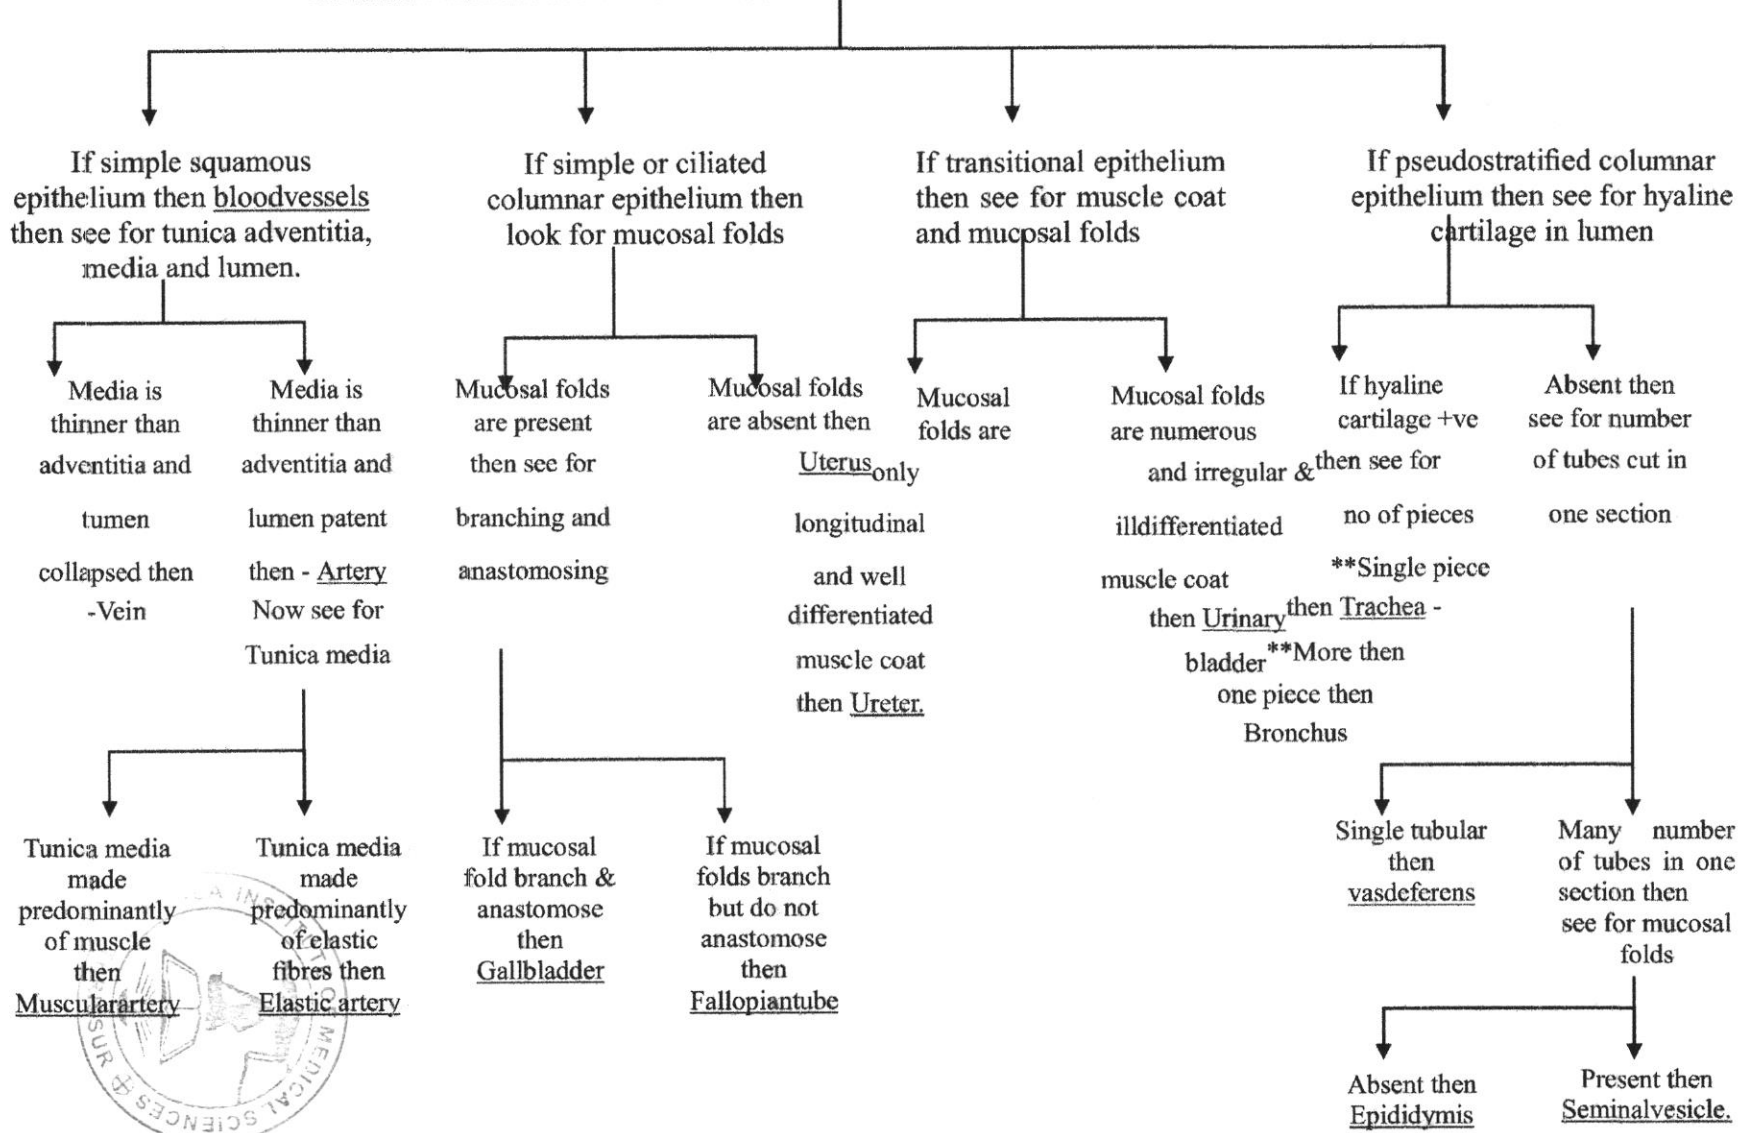 If simple squamous
epithelium then bloodvessels
then see for tunica adventitia,
media and lumen.
If simple or ciliated
columnar epithelium then
look for mucosal folds
If transitional epithelium
then see for muscle coat
and mucosal folds
If pseudostratified columnar
epithelium then see for hyaline
cartilage in lumen
Media is
thinner than
adventitia and
tumen
collapsed then
-Vein
Media is
thinner than
adventitia and
lumen patent
then - Artery
Now see for
Tunica media
Mucosal folds
are present
then see for
branching and
anastomosing
Mucosal folds
are absent then
Uterus only
longitudinal
and well
differentiated
muscle coat
then Ureter.
Mucosal
folds are
Mucosal folds
are numerous
and irregular &
illdifferentiated
muscle coat
then Urinary
bladder
If hyaline
cartilage +ve
then see for
no of pieces
**Single piece
then Trachea -
**More then
one piece then
Bronchus
Absent then
see for number
of tubes cut in
one section
Tunica media
made
predominantly
of muscle
then
Muscularartery
Tunica media
made
predominantly
of elastic
fibres then
Elastic artery
If mucosal
fold branch &
anastomose
then
Gallbladder
If mucosal
folds branch
but do not
anastomose
then
Fallopiantube
Single tubular
then
vasdeferens
Many number
of tubes in one
section then
see for mucosal
folds
Absent then
Epididymis
Present then
Seminalvesicle.
INSTITUTE OF MEDICAL SCIENCES